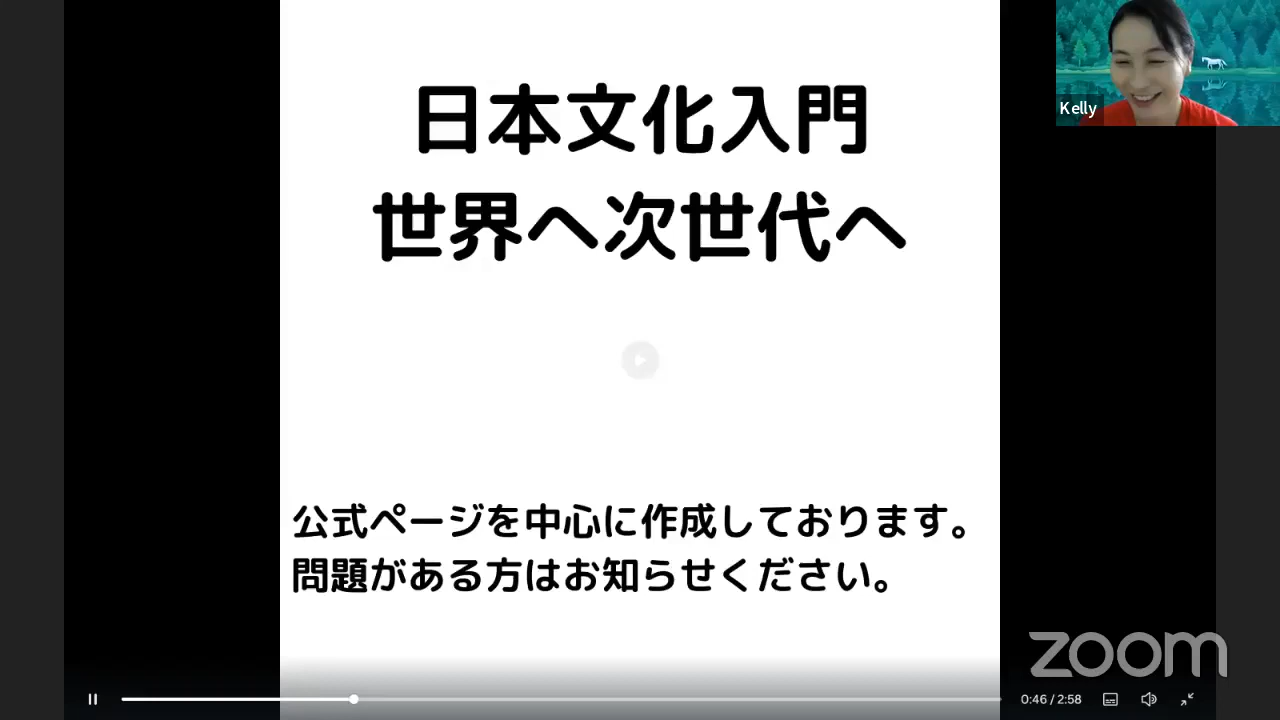 日本文化入門
世界へ次世代へ
公式ページを中心に作成しております。
問題がある方はお知らせください。
Kelly
zoom
0:46 / 2:58